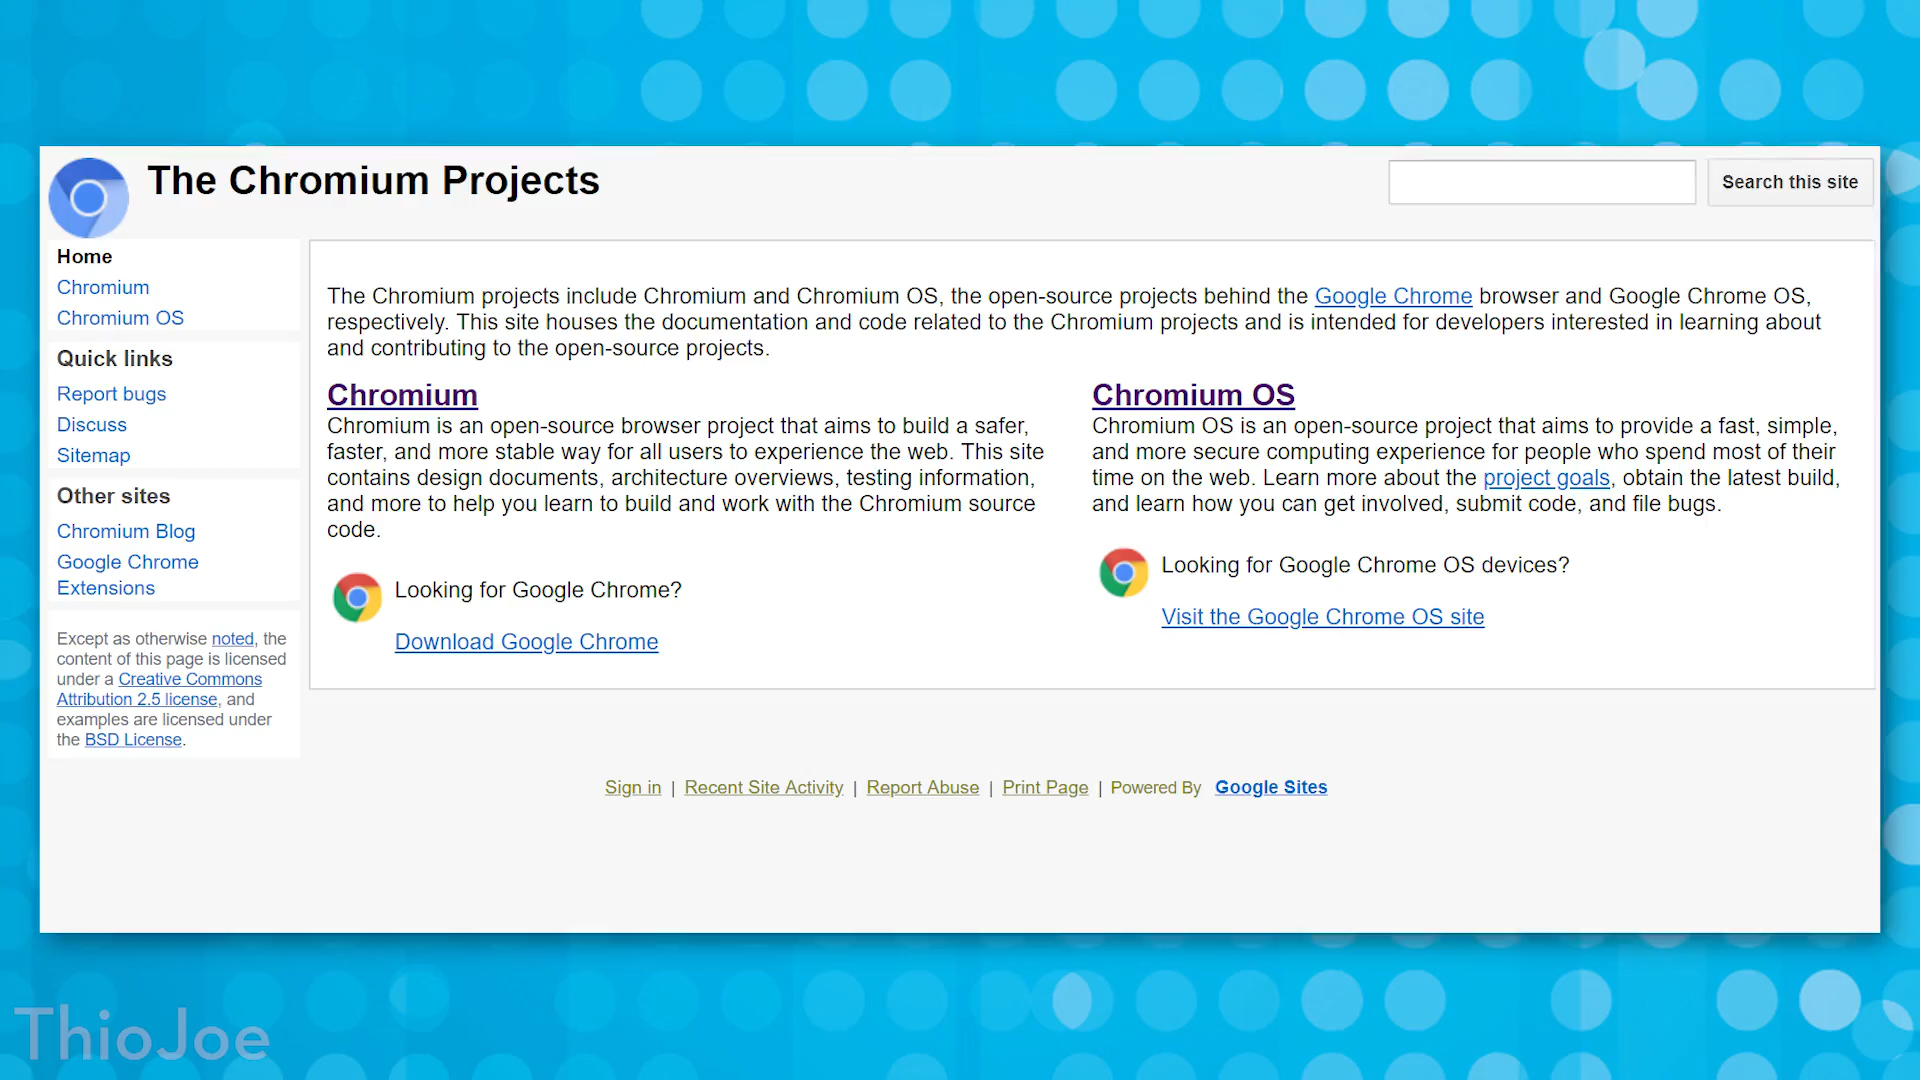 The Chromium Projects
Search this site
Home
Chromium
Chromium OS
Quick links
Report bugs
Discuss
Sitemap
Other sites
Chromium Blog
Google Chrome
Extensions
Except as otherwise noted, the
content of this page is licensed
under a Creative Commons
Attribution 2.5 license, and
examples are licensed under
the BSD License.
The Chromium projects include Chromium and Chromium OS, the open-source projects behind the Google Chrome browser and Google Chrome OS,
respectively. This site houses the documentation and code related to the Chromium projects and is intended for developers interested in learning about
and contributing to the open-source projects.
Chromium
Chromium is an open-source browser project that aims to build a safer,
faster, and more stable way for all users to experience the web. This site
contains design documents, architecture overviews, testing information,
and more to help you learn to build and work with the Chromium source
code.
Looking for Google Chrome?
Download Google Chrome
Chromium OS
Chromium OS is an open-source project that aims to provide a fast, simple,
and more secure computing experience for people who spend most of their
time on the web. Learn more about the project goals, obtain the latest build,
and learn how you can get involved, submit code, and file bugs.
Looking for Google Chrome OS devices?
Visit the Google Chrome OS site
Sign in | Recent Site Activity | Report Abuse | Print Page | Powered By Google Sites
ThioJoe